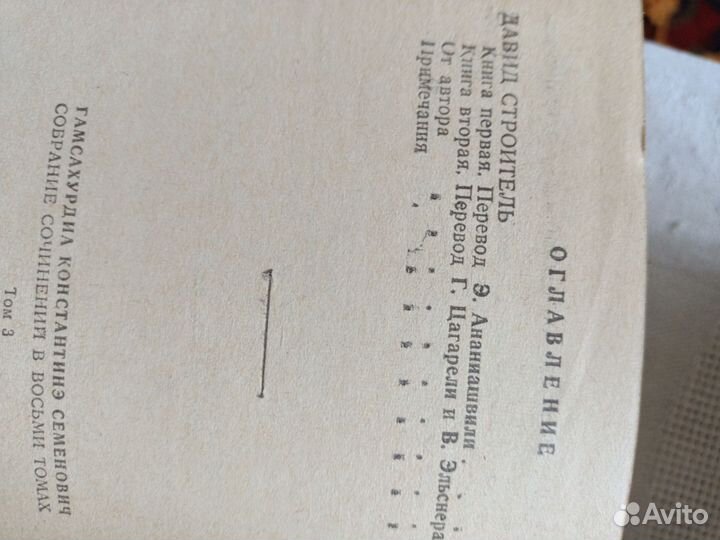 ОГЛАВЛЕНИЕ
ДАВИД СТРОИТЕЛЬ
Книга первая. Перевод Э. Ананиашвили
Книга вторая. Перевод Г. Цагарели и В. Эльснера
От автора
Примечания
ГАМСАХУРДИА КОНСТАНТИНЭ СЕМЕНОВИЧ
СОБРАНИЕ СОЧИНЕНИЙ В ВОСЬМИ ТОМАХ
Том 3
Avito